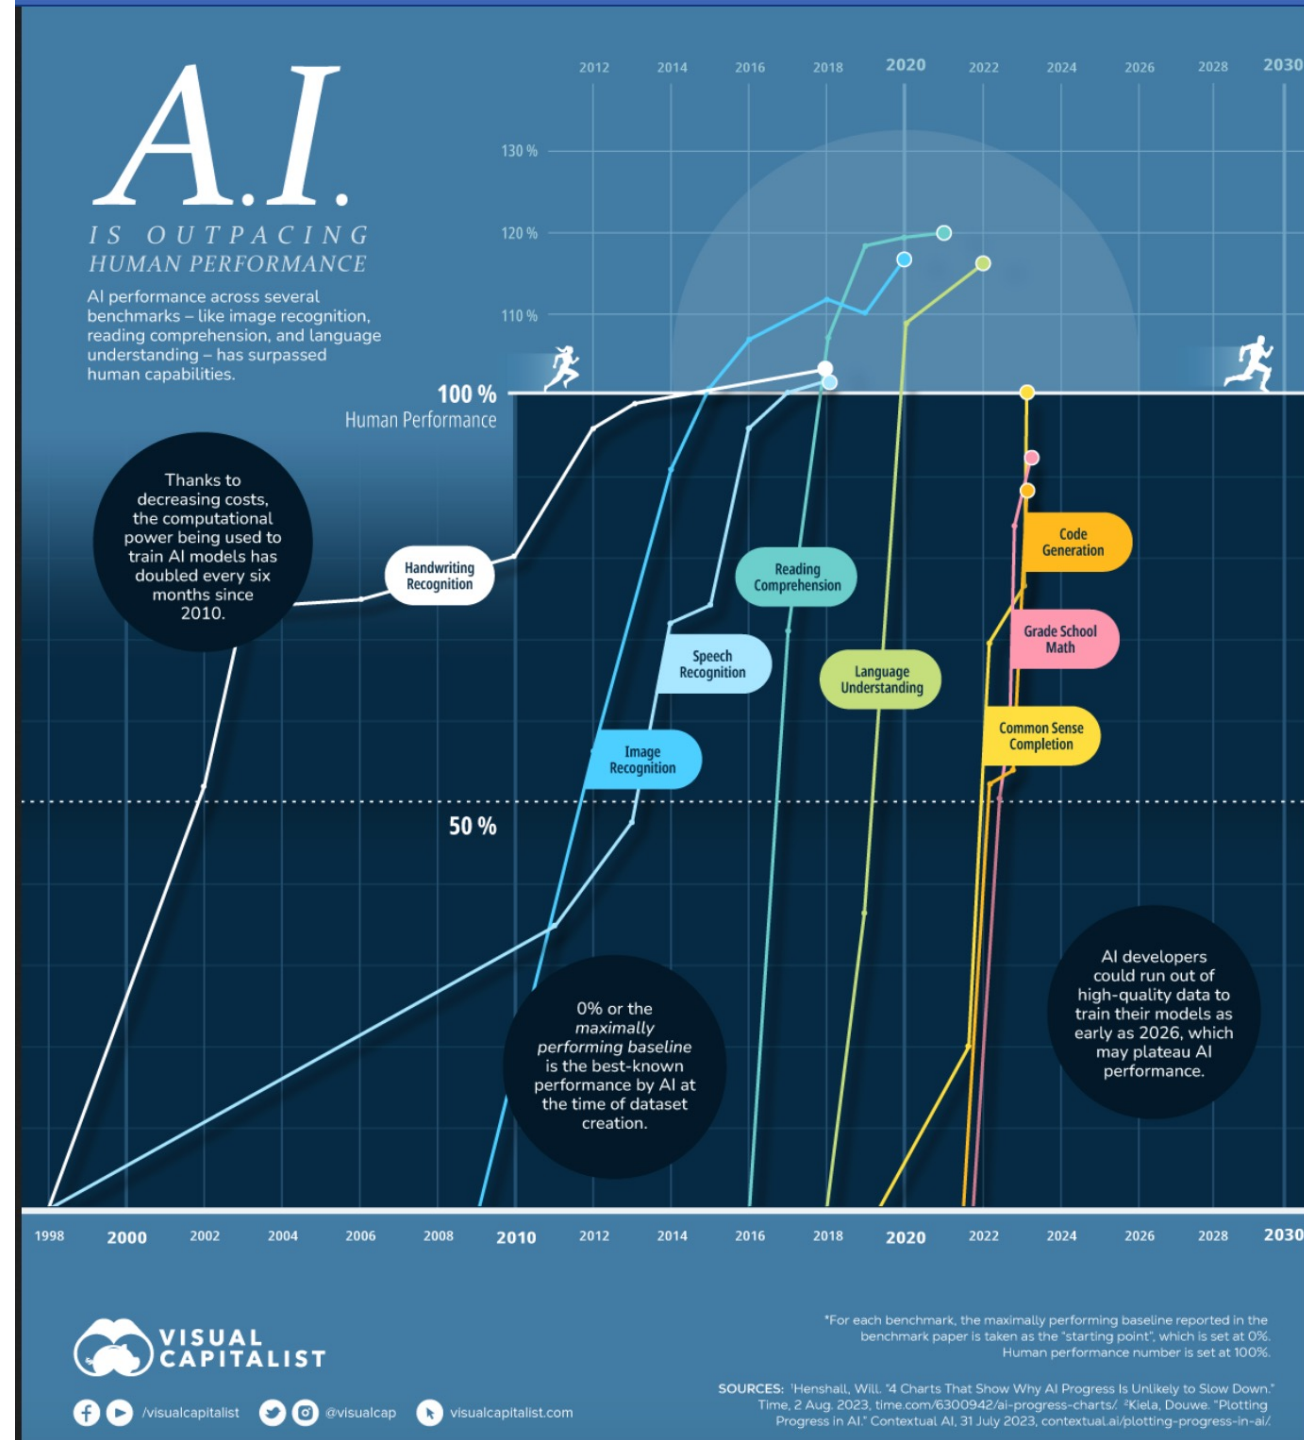 A.I.
IS OUTPACING
HUMAN PERFORMANCE
AI performance across several
benchmarks – like image recognition,
reading comprehension, and language
understanding – has surpassed
human capabilities.
2012 2014 2016 2018 2020 2022 2024 2026 2028 2030
130 %
120 %
110 %
100 %
Human Performance
Thanks to
decreasing costs,
the computational
power being used to
train AI models has
doubled every six
months since
2010.
Handwriting
Recognition
Speech
Recognition
Image
Recognition
Reading
Comprehension
Language
Understanding
Code
Generation
Grade School
Math
Common Sense
Completion
50 %
0% or the
maximally
performing baseline
is the best-known
performance by AI at
the time of dataset
creation.
AI developers
could run out of
high-quality data to
train their models as
early as 2026, which
may plateau AI
performance.
1998 2000 2002 2004 2006 2008 2010 2012 2014 2016 2018 2020 2022 2024 2026 2028 2030
VISUAL
CAPITALIST
/visualcapitalist @visualcap visualcapitalist.com
*For each benchmark, the maximally performing baseline reported in the
benchmark paper is taken as the "starting point", which is set at 0%.
Human performance number is set at 100%.
SOURCES: ¹Henshall, Will. "4 Charts That Show Why AI Progress Is Unlikely to Slow Down."
Time, 2 Aug. 2023, time.com/6300942/ai-progress-charts/. ²Kiela, Douwe. "Plotting
Progress in AI." Contextual AI, 31 July 2023, contextual.ai/plotting-progress-in-ai/.